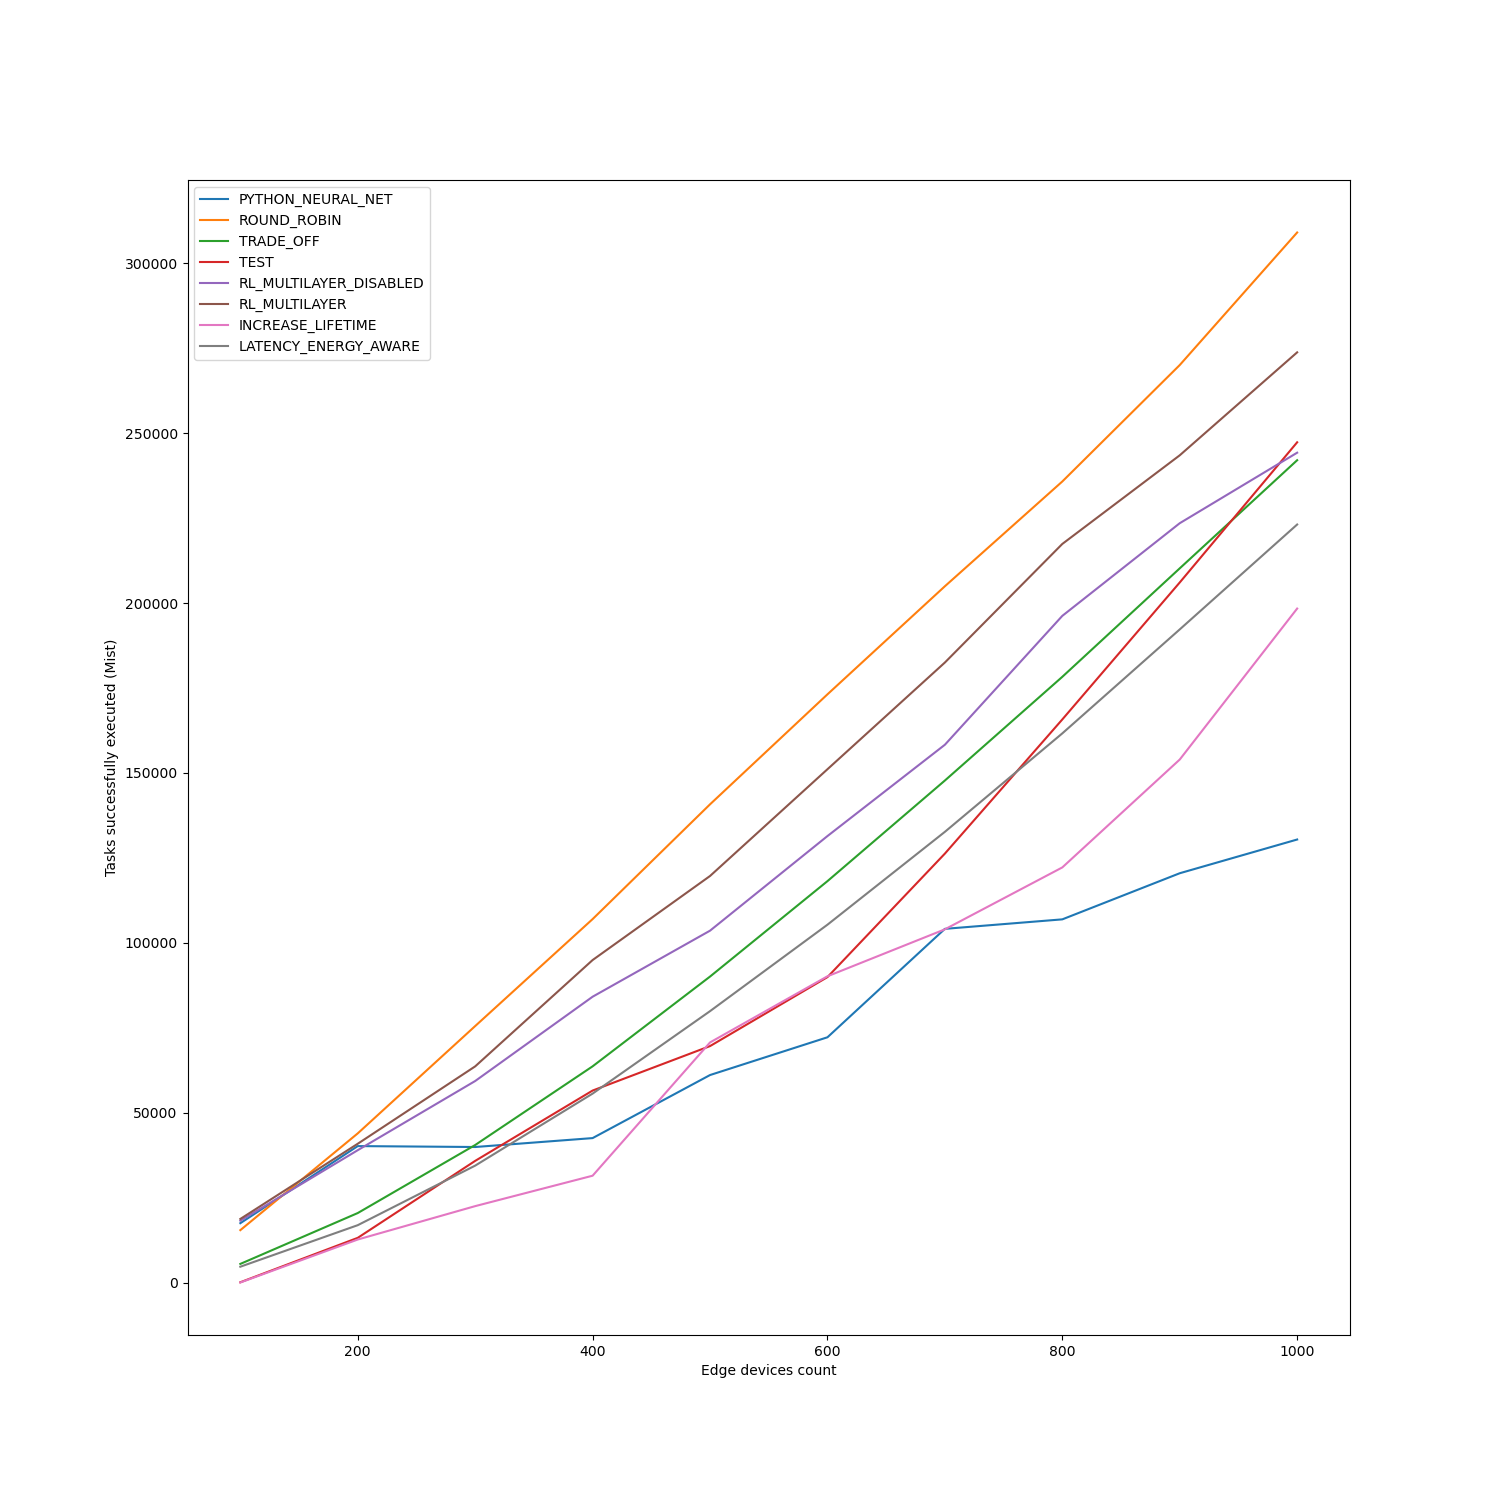 PYTHON_NEURAL_NET
ROUND_ROBIN
TRADE_OFF
TEST
RL_MULTILAYER_DISABLED
RL_MULTILAYER
INCREASE_LIFETIME
LATENCY_ENERGY_AWARE
300000
250000
200000
150000
100000
50000
0
Tasks successfully executed (Mist)
200 400 600 800 1000
Edge devices count